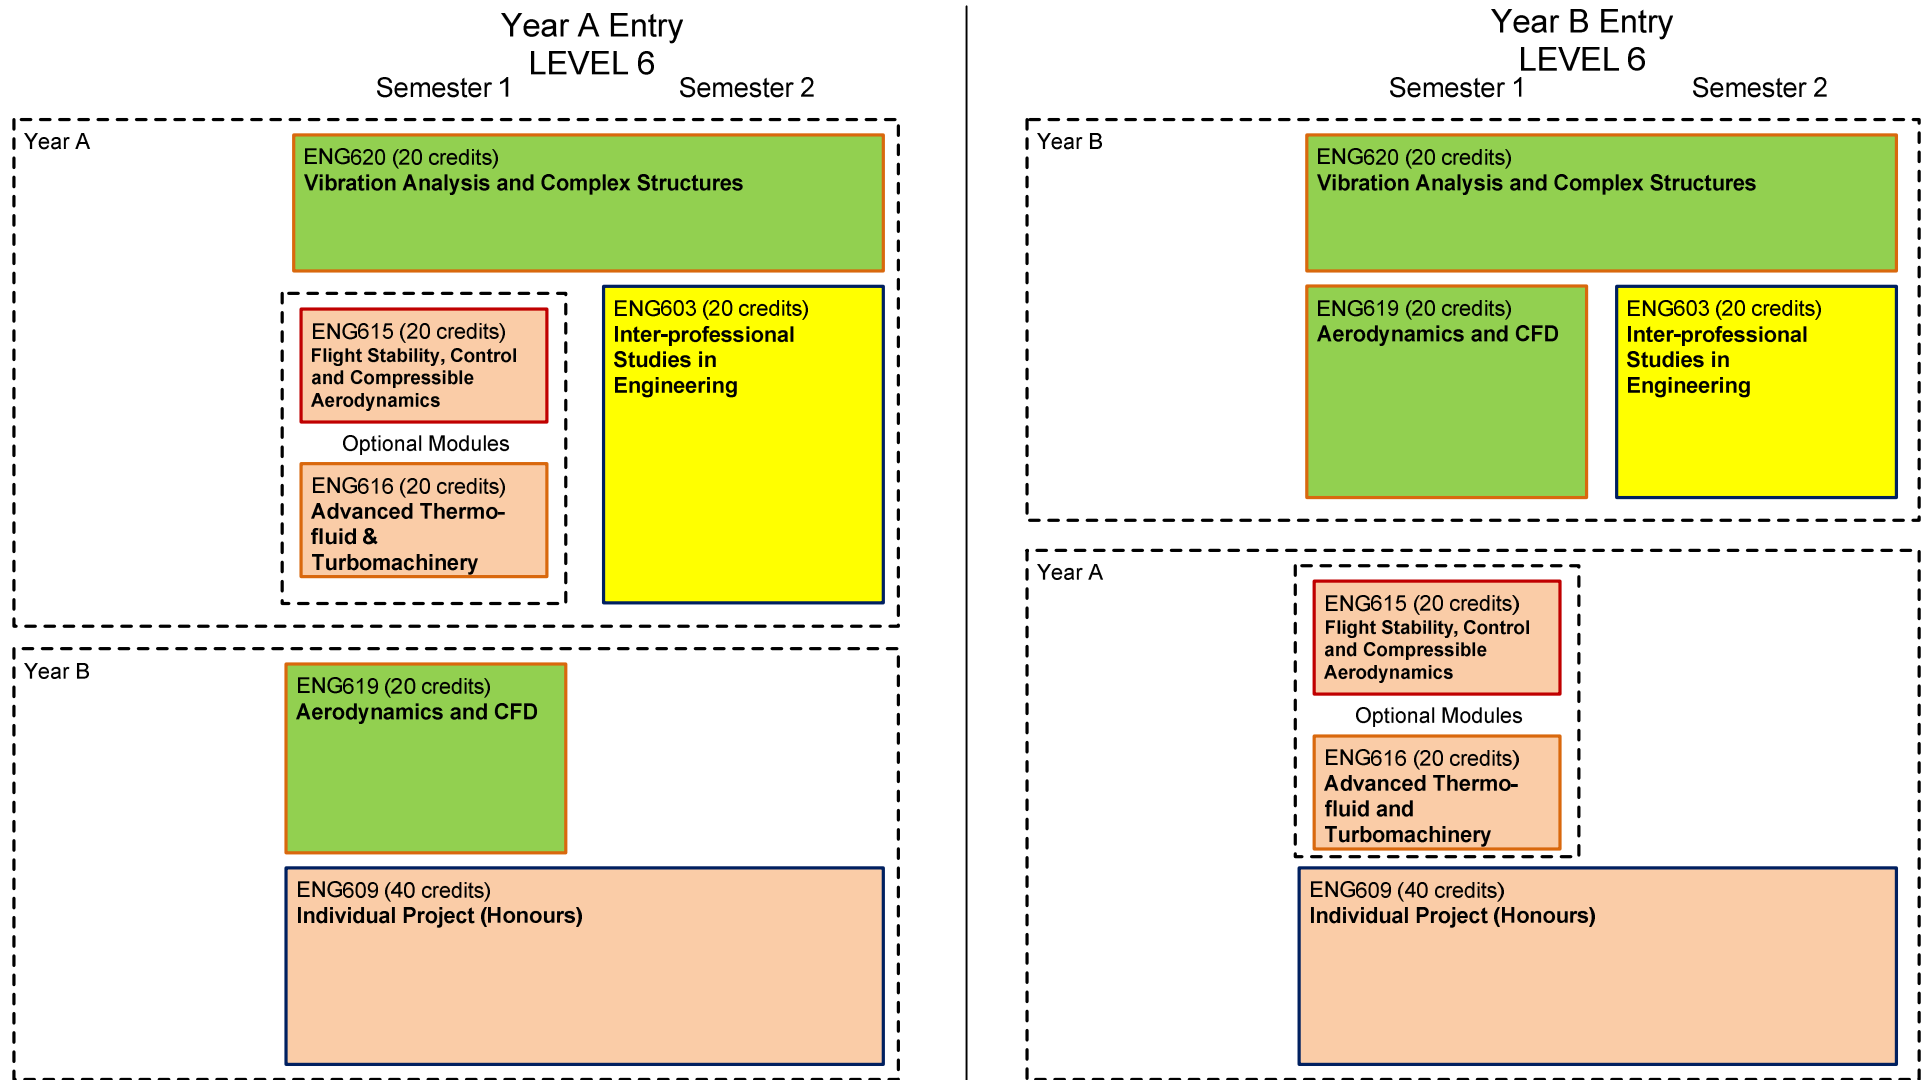 Year A Entry
LEVEL 6
Semester 1
Semester 2
Year A
ENG620 (20 credits)
Vibration Analysis and Complex Structures
ENG615 (20 credits)
Flight Stability, Control
and Compressible
Aerodynamics
Optional Modules
ENG616 (20 credits)
Advanced Thermo-
fluid &
Turbomachinery
ENG603 (20 credits)
Inter-professional
Studies in
Engineering
Year B
ENG619 (20 credits)
Aerodynamics and CFD
ENG609 (40 credits)
Individual Project (Honours)
Year B Entry
LEVEL 6
Semester 1
Semester 2
Year B
ENG620 (20 credits)
Vibration Analysis and Complex Structures
ENG619 (20 credits)
Aerodynamics and CFD
ENG603 (20 credits)
Inter-professional
Studies in
Engineering
Year A
ENG615 (20 credits)
Flight Stability, Control
and Compressible
Aerodynamics
Optional Modules
ENG616 (20 credits)
Advanced Thermo-
fluid and
Turbomachinery
ENG609 (40 credits)
Individual Project (Honours)